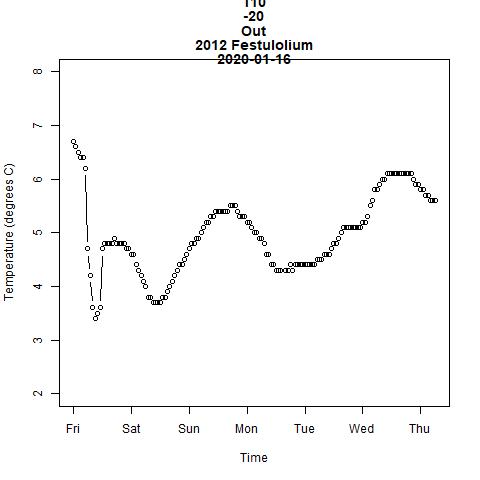 110
-20
Out
2012 Festulolium
2020-01-16
Temperature (degrees C)
8
7
6
5
4
3
2
Fri Sat Sun Mon Tue Wed Thu
Time